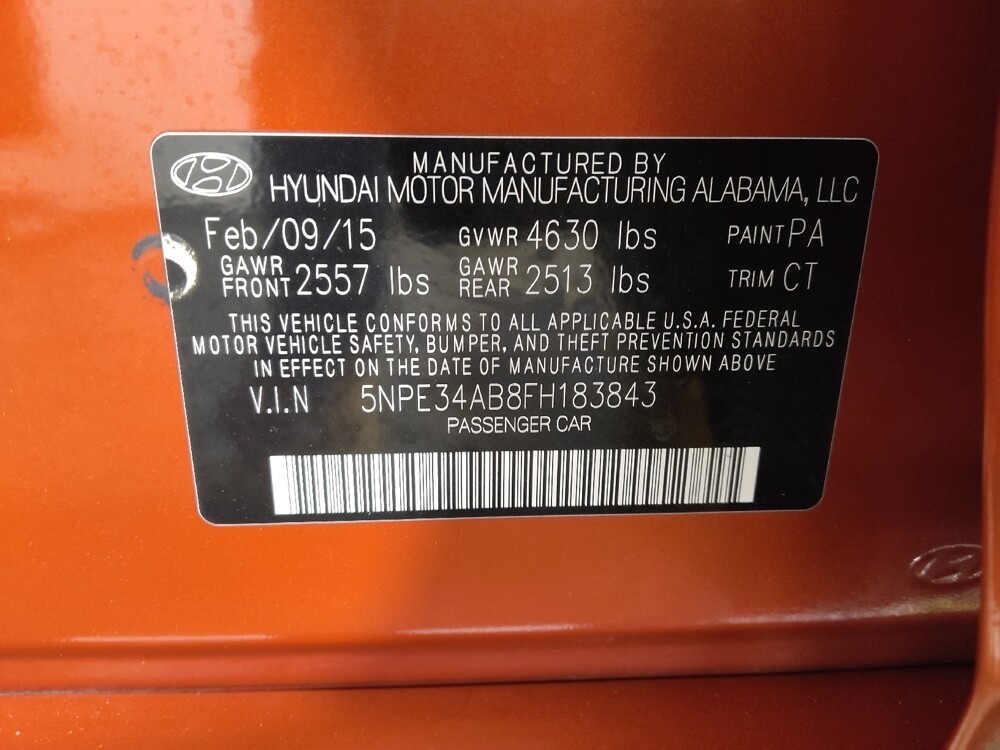 MANUFACTURED BY
HYUNDAI MOTOR MANUFACTURING ALABAMA, LLC
Feb/09/15 GVWR 4630 lbs PAINT PA
GAWR FRONT 2557 lbs GAWR REAR 2513 lbs TRIM CT
THIS VEHICLE CONFORMS TO ALL APPLICABLE U.S.A. FEDERAL
MOTOR VEHICLE SAFETY, BUMPER, AND THEFT PREVENTION STANDARDS
IN EFFECT ON THE DATE OF MANUFACTURE SHOWN ABOVE
V.I.N 5NPE34AB8FH183843
PASSENGER CAR